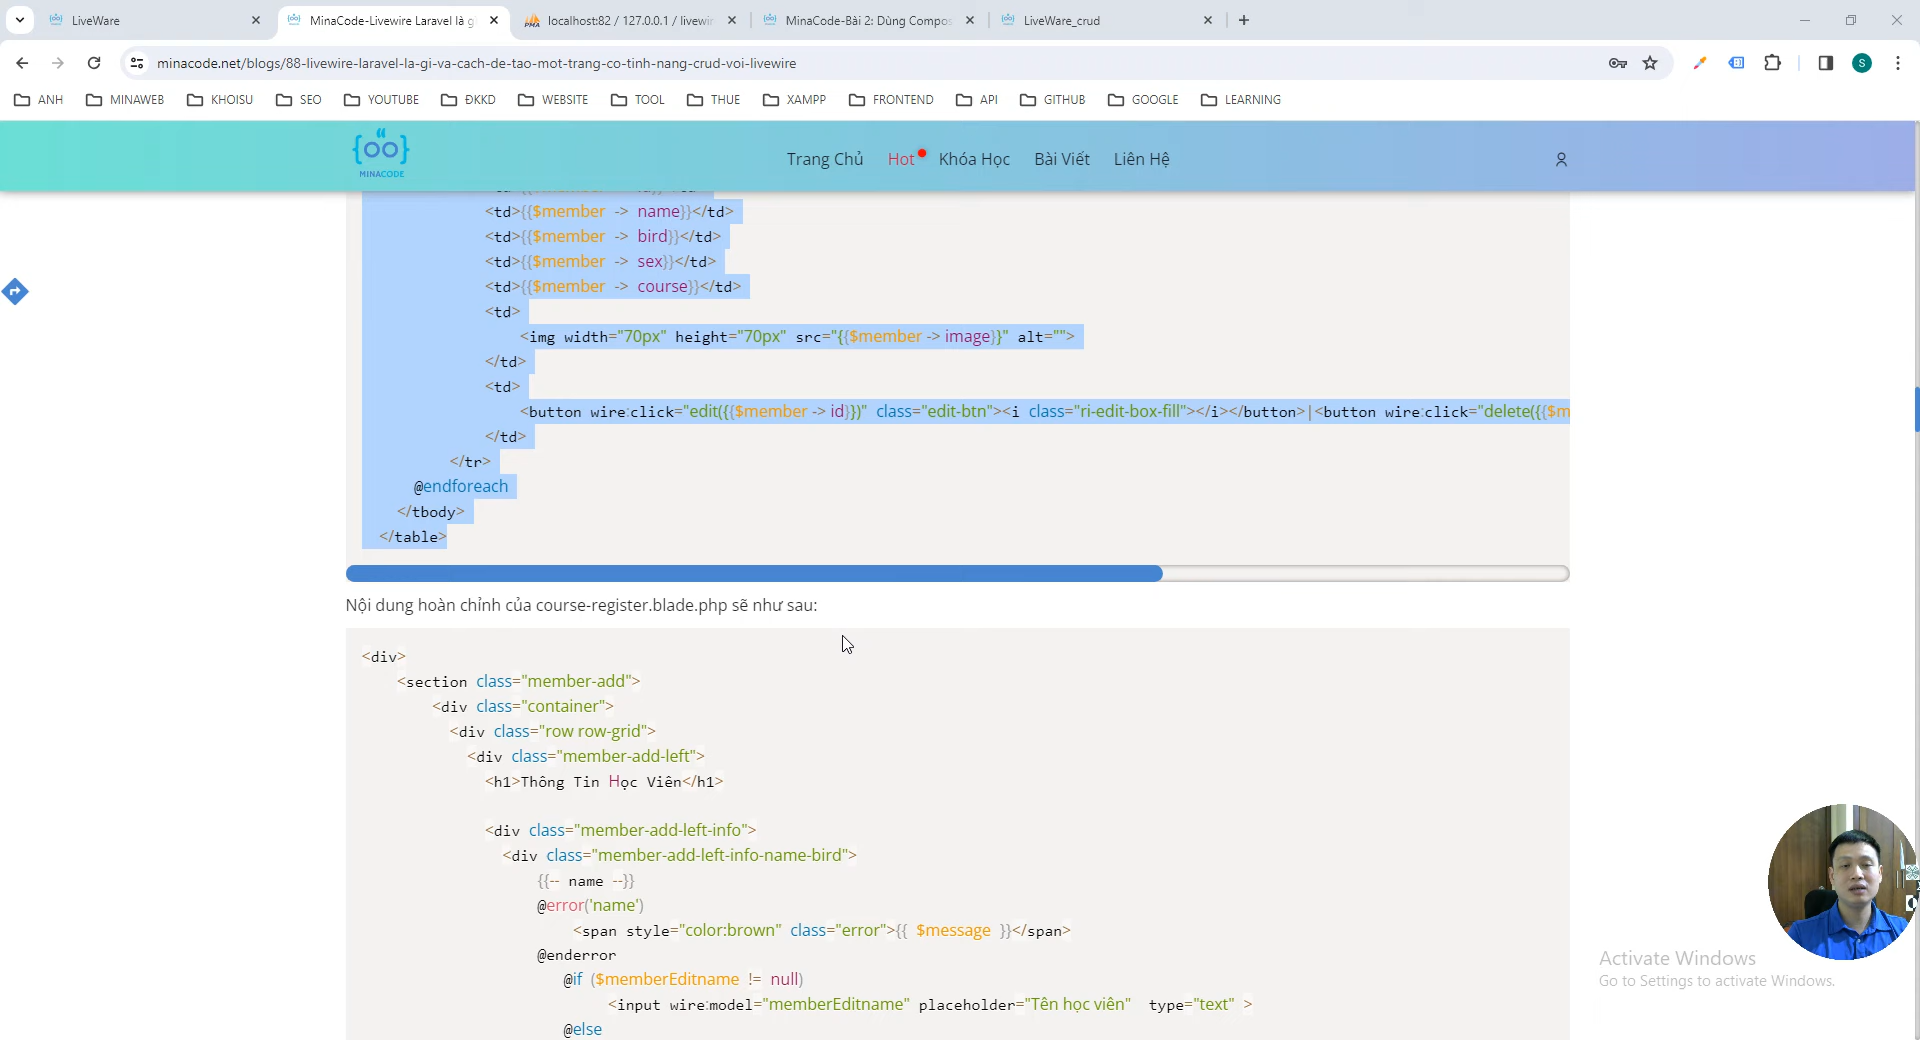 LiveWare
MinaCode-Livewire Laravel là g
localhost:82 / 127.0.0.1 / livewir
MinaCode-Bài 2: Dùng Compos
LiveWare_crud
minacode.net/blogs/88-livewire-laravel-la-gi-va-cach-de-tao-mot-trang-co-tinh-nang-crud-voi-livewire
S
ANH
MINAWEB
KHOISU
SEO
YOUTUBE
ĐKKD
WEBSITE
TOOL
THUE
XAMPP
FRONTEND
API
GITHUB
GOOGLE
LEARNING
MINACODE
Trang Chủ
Hot
Khóa Học
Bài Viết
Liên Hệ
<td>{{$member -> name}}</td>
<td>{{$member -> bird}}</td>
<td>{{$member -> sex}}</td>
<td>{{$member -> course}}</td>
<td>
<img width="70px" height="70px" src="{{$member -> image}}" alt="">
</td>
<td>
<button wire:click="edit({{$member -> id}})" class="edit-btn"><i class="ri-edit-box-fill"></i></button>|<button wire:click="delete({{$m
</td>
</tr>
@endforeach
</tbody>
</table>
Nội dung hoàn chỉnh của course-register.blade.php sẽ như sau:
<div>
<section class="member-add">
<div class="container">
<div class="row row-grid">
<div class="member-add-left">
<h1>Thông Tin Học Viên</h1>
<div class="member-add-left-info">
<div class="member-add-left-info-name-bird">
{{-- name --}}
@error('name')
<span style="color:brown" class="error">{{ $message }}</span>
@enderror
@if ($memberEditname != null)
<input wire:model="memberEditname" placeholder="Tên học viên" type="text" >
@else
Activate Windows
Go to Settings to activate Windows.